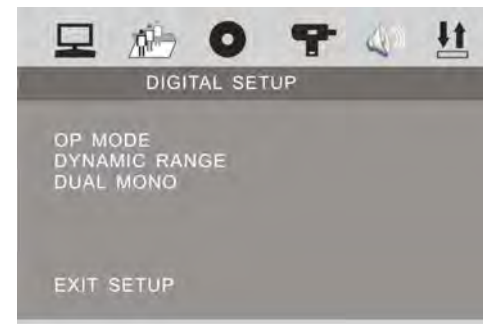 DIGITAL SETUP
OP MODE
DYNAMIC RANGE
DUAL MONO
EXIT SETUP